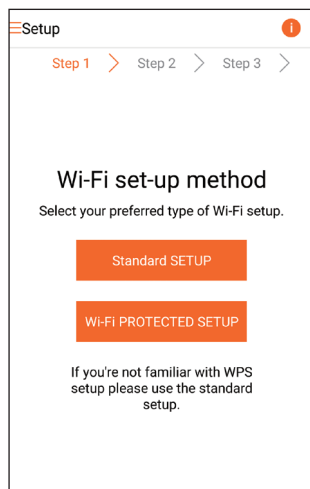 Setup
Step 1 Step 2 Step 3
Wi-Fi set-up method
Select your preferred type of Wi-Fi setup.
Standard SETUP
Wi-Fi PROTECTED SETUP
If you're not familiar with WPS
setup please use the standard
setup.